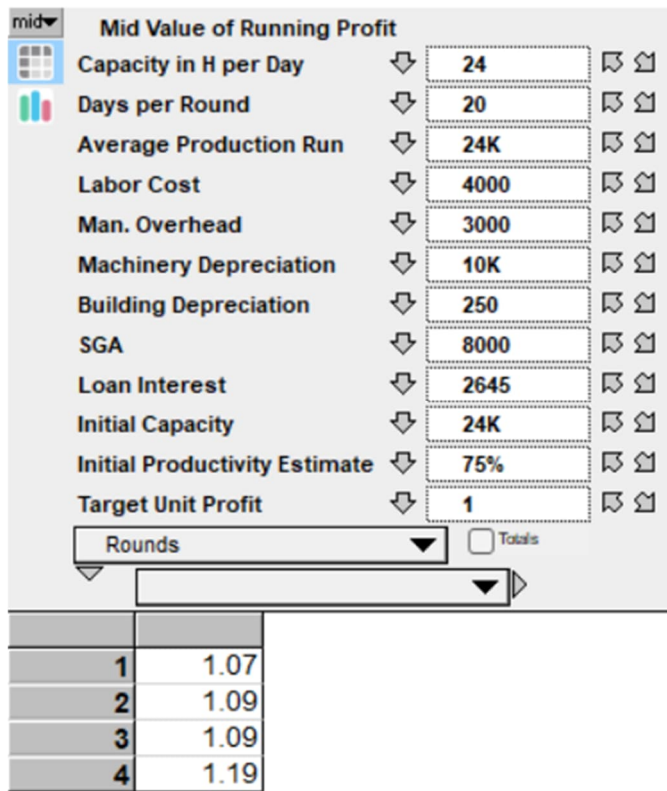 mid
Mid Value of Running Profit
Capacity in H per Day 24
Days per Round 20
Average Production Run 24K
Labor Cost 4000
Man. Overhead 3000
Machinery Depreciation 10K
Building Depreciation 250
SGA 8000
Loan Interest 2645
Initial Capacity 24K
Initial Productivity Estimate 75%
Target Unit Profit 1
Rounds Totals
1 1.07
2 1.09
3 1.09
4 1.19